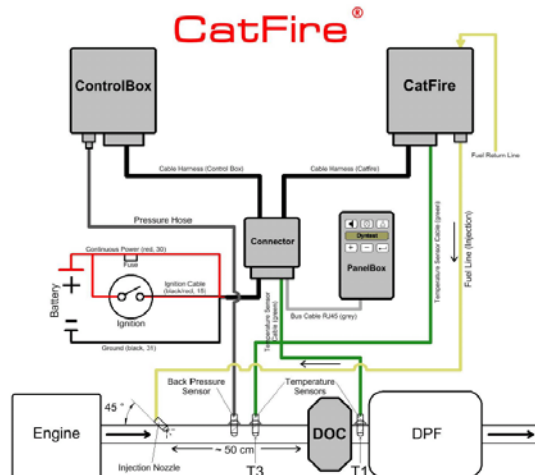 CatFire®
ControlBox
CatFire
Fuel Return Line
Cable Harness (Control Box)
Cable Harness (Catfire)
Pressure Hose
Temperature Sensor Cable (green)
Fuel Line (Injection)
Connector
Dyntest
PanelBox
Continuous Power (red, 30)
Fuse
Battery
+
Ignition Cable
(black/red, 15)
Ignition
Temperature Sensor
Cable (green)
Bus Cable RJ45 (grey)
Ground (black, 31)
Back Pressure
Sensor
Temperature
Sensors
45 °
Engine
DOC
DPF
~ 50 cm
Injection Nozzle
T3
T1